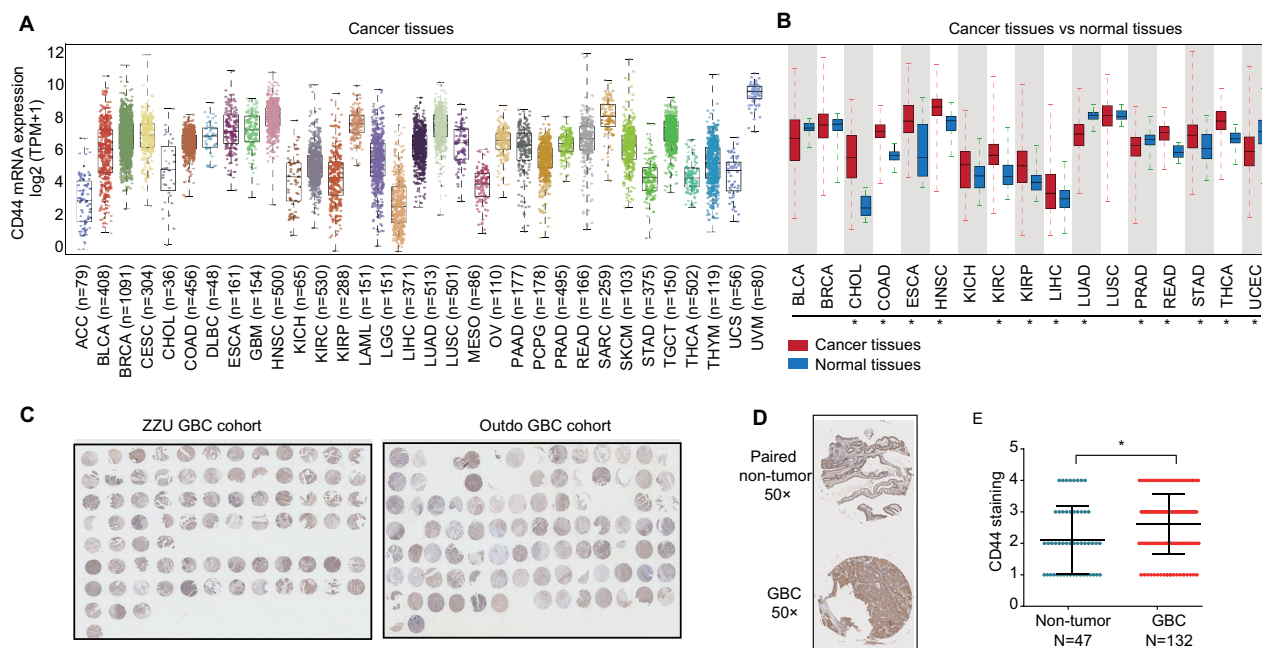 A
Cancer tissues
CD44 mRNA expression
log2 (TPM+1)
12
10
8
6
4
2
0
ACC (n=79)
BLCA (n=408)
BRCA (n=1091)
CESC (n=304)
CHOL (n=36)
COAD (n=456)
DLBC (n=48)
ESCA (n=161)
GBM (n=154)
HNSC (n=500)
KICH (n=65)
KIRC (n=530)
KIRP (n=288)
LAML (n=151)
LGG (n=151)
LIHC (n=371)
LUAD (n=513)
LUSC (n=501)
MESO (n=86)
OV (n=110)
PAAD (n=177)
PCPG (n=178)
PRAD (n=495)
READ (n=166)
SARC (n=259)
SKCM (n=103)
STAD (n=375)
TGCT (n=150)
THCA (n=502)
THYM (n=119)
UCS (n=56)
UVM (n=80)
B
Cancer tissues vs normal tissues
BLCA
BRCA
CHOL
COAD
ESCA
HNSC
KICH
KIRC
KIRP
LIHC
LUAD
LUSC
PRAD
READ
STAD
THCA
UCEC
* * * * * * * * * * * * *
Cancer tissues
Normal tissues
C
ZZU GBC cohort
Outdo GBC cohort
D
Paired
non-tumor
50×
GBC
50×
E
CD44 staining
5
4
3
2
1
0
*
Non-tumor
N=47
GBC
N=132